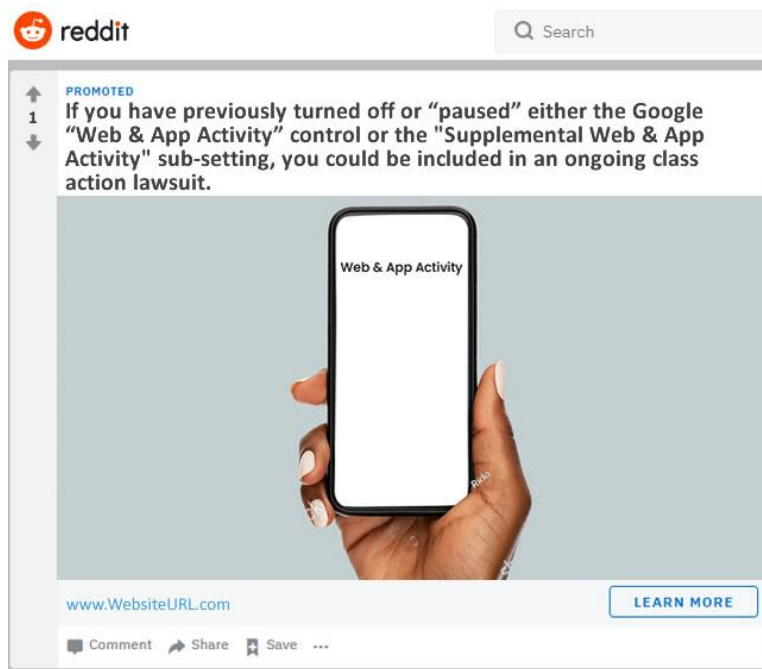 reddit
Search
PROMOTED
1
If you have previously turned off or “paused” either the Google
“Web & App Activity” control or the "Supplemental Web & App
Activity" sub-setting, you could be included in an ongoing class
action lawsuit.
Web & App Activity
Rido
www.WebsiteURL.com
LEARN MORE
Comment Share Save ...